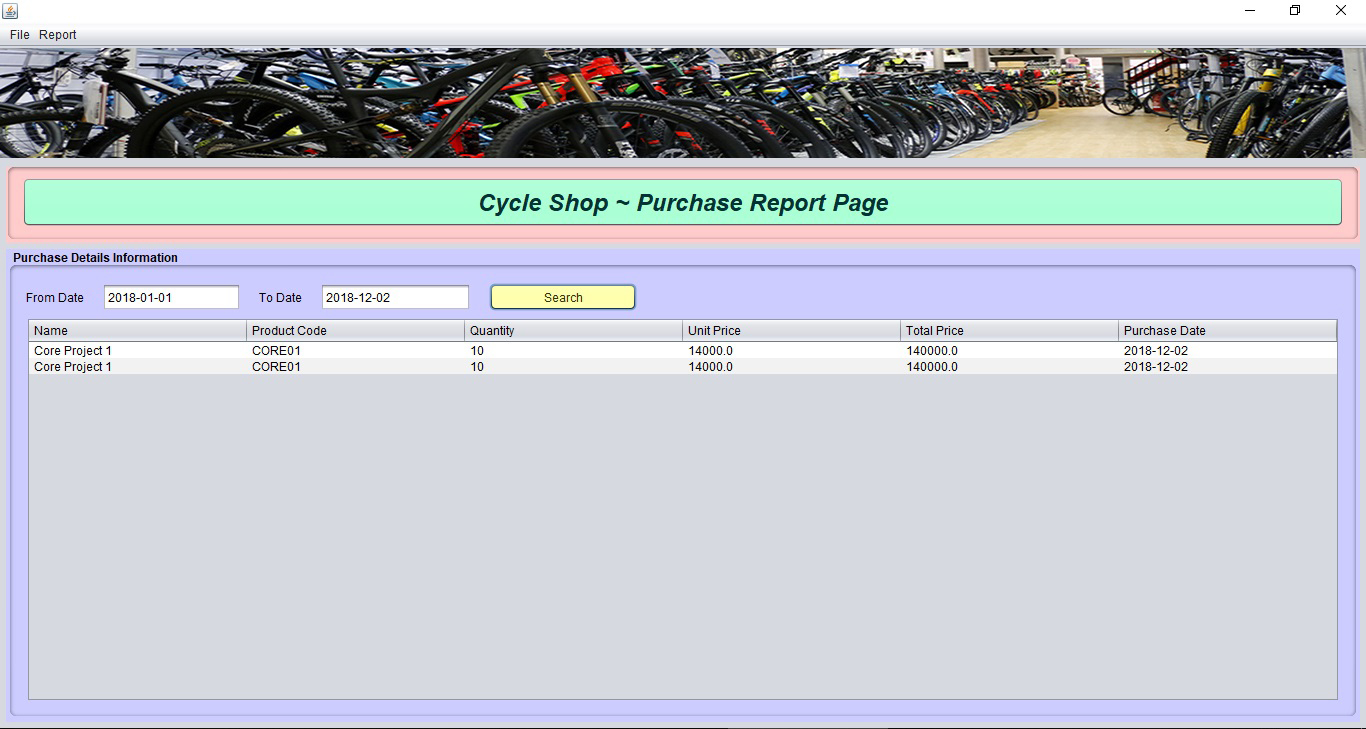 File Report
Cycle Shop ~ Purchase Report Page
Purchase Details Information
From Date 2018-01-01 To Date 2018-12-02 Search
Name Product Code Quantity Unit Price Total Price Purchase Date
Core Project 1 CORE01 10 14000.0 140000.0 2018-12-02
Core Project 1 CORE01 10 14000.0 140000.0 2018-12-02